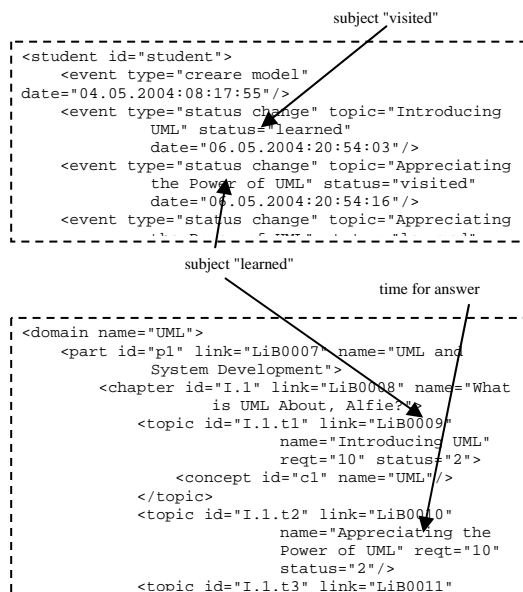 subject "visited"
<student id="student">
<event type="creare model"
date="04.05.2004:08:17:55"/>
<event type="status change" topic="Introducing
UML" status="learned"
date="06.05.2004:20:54:03"/>
<event type="status change" topic="Appreciating
the Power of UML" status="visited"
date="06.05.2004:20:54:16"/>
<event type="status change" topic="Appreciating
subject "learned"
time for answer
<domain name="UML">
<part id="p1" link="LiB0007" name="UML and
System Development">
<chapter id="I.1" link="LiB0008" name="What
is UML About, Alfie?">
<topic id="I.1.t1" link="LiB0009"
name="Introducing UML"
reqt="10" status="2">
<concept id="c1" name="UML"/>
</topic>
<topic id="I.1.t2" link="LiB0010"
name="Appreciating the
Power of UML" reqt="10"
status="2"/>
<topic id="I.1.t3" link="LiB0011"